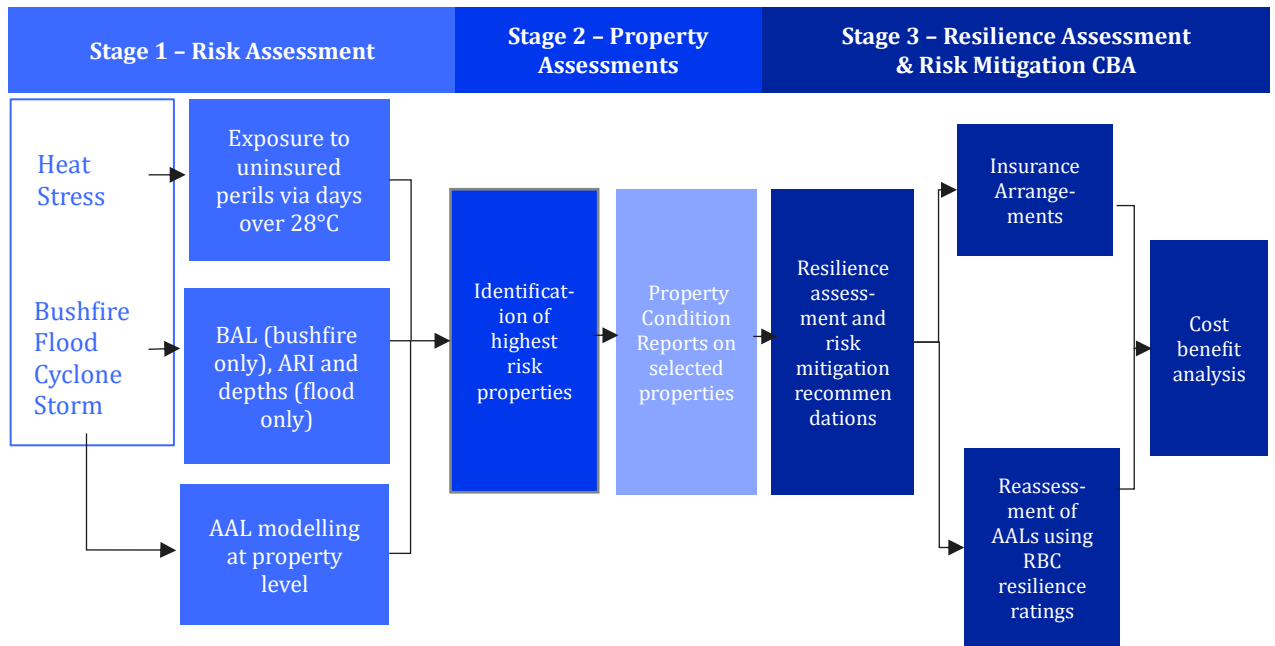 Stage 1 – Risk Assessment
Stage 2 – Property
Assessments
Stage 3 – Resilience Assessment
& Risk Mitigation CBA
Heat
Stress
Bushfire
Flood
Cyclone
Storm
Exposure to
uninsured
perils via days
over 28°C
BAL (bushfire
only), ARI and
depths (flood
only)
AAL modelling
at property
level
Identificat-
ion of
highest
risk
properties
Property
Condition
Reports on
selected
properties
Resilience
assess-
ment and
risk
mitigation
recommen
dations
Insurance
Arrange-
ments
Reassess-
ment of
AALs using
RBC
resilience
ratings
Cost
benefit
analysis